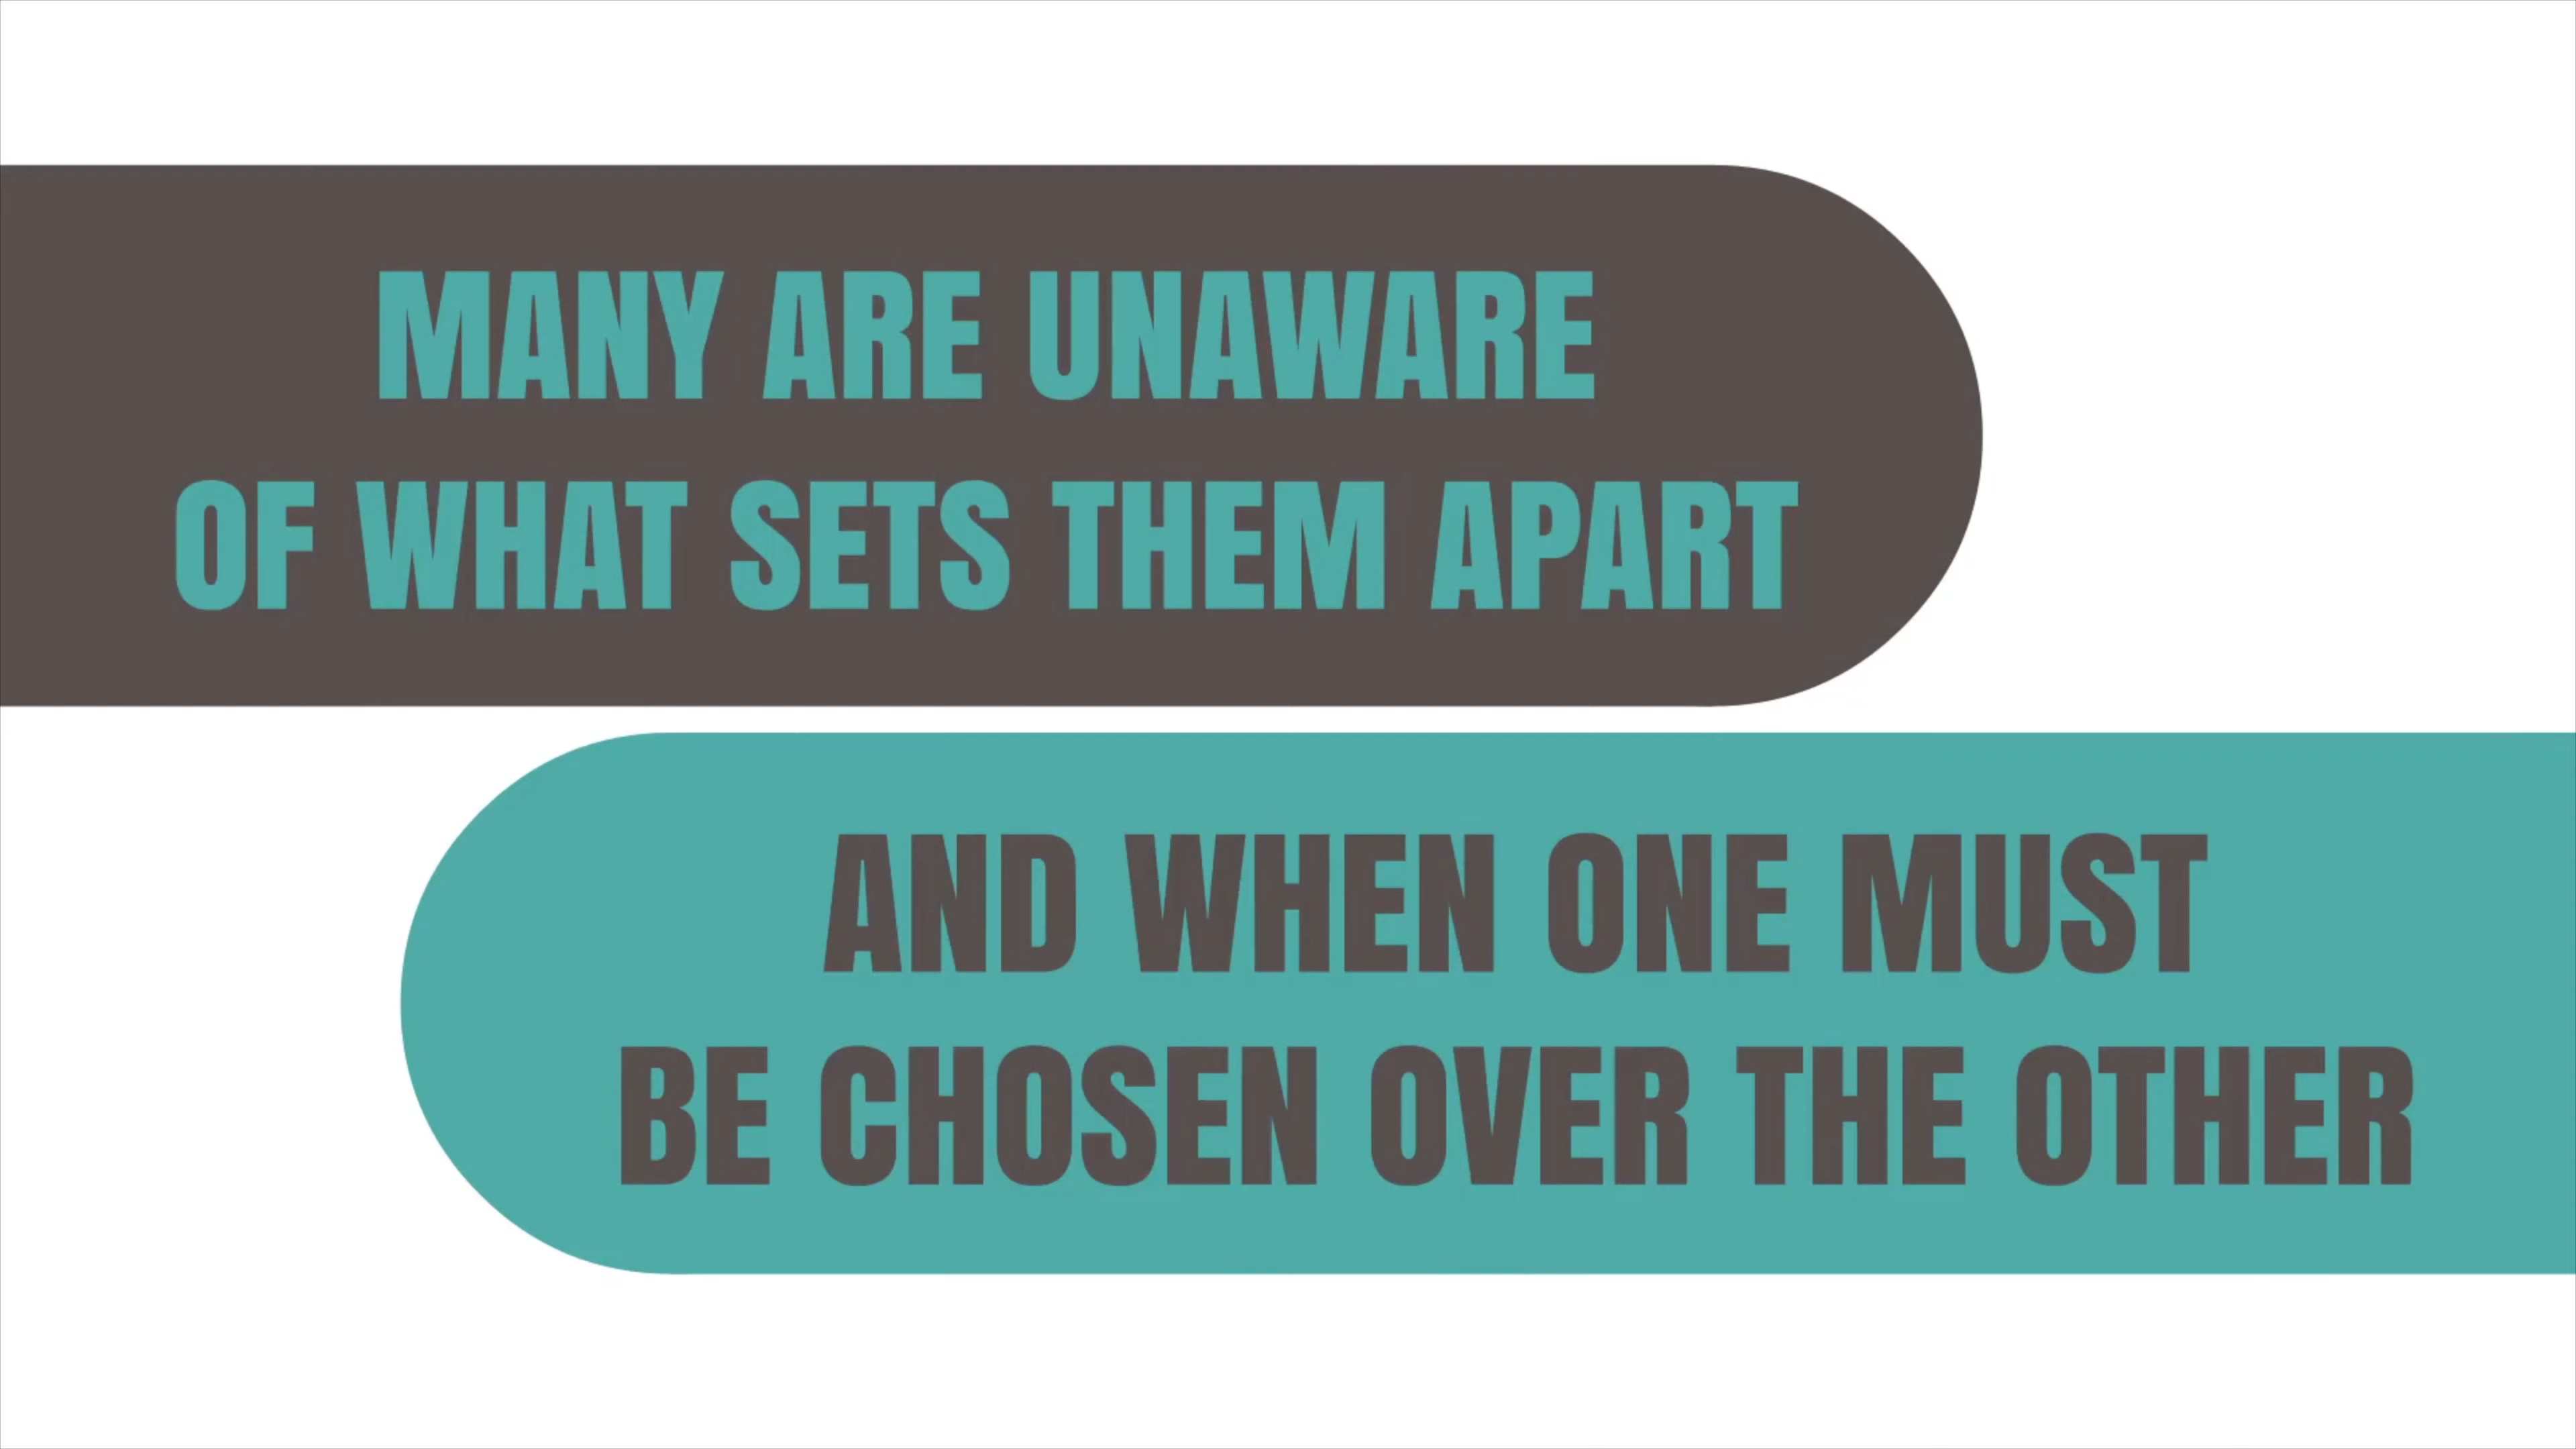 MANY ARE UNAWARE
OF WHAT SETS THEM APART
AND WHEN ONE MUST
BE CHOSEN OVER THE OTHER